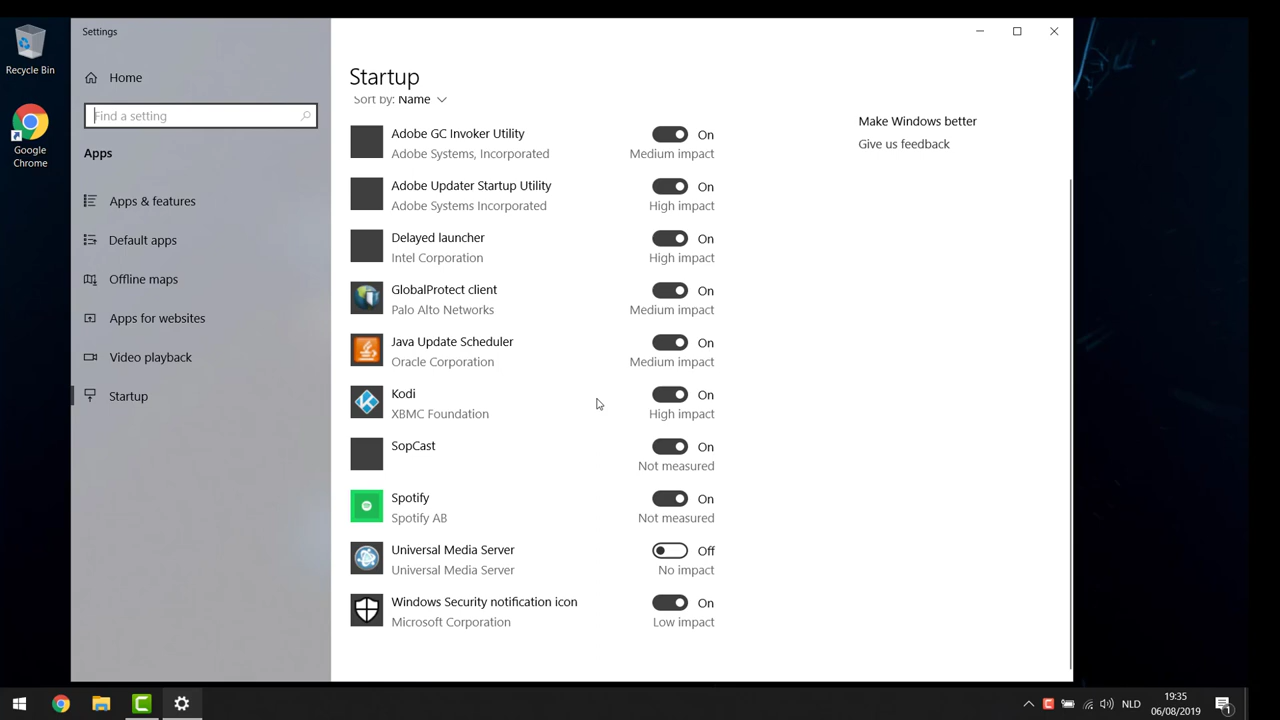 Recycle Bin
Google
Chrome
Settings
Home
Find a setting
Apps
Apps & features
Default apps
Offline maps
Apps for websites
Video playback
Startup
Startup
Sort by: Name
Adobe GC Invoker Utility
Adobe Systems, Incorporated
On
Medium impact
Adobe Updater Startup Utility
Adobe Systems Incorporated
On
High impact
Delayed launcher
Intel Corporation
On
High impact
GlobalProtect client
Palo Alto Networks
On
Medium impact
Java Update Scheduler
Oracle Corporation
On
Medium impact
Kodi
XBMC Foundation
On
High impact
SopCast
On
Not measured
Spotify
Spotify AB
On
Not measured
Universal Media Server
Universal Media Server
Off
No impact
Windows Security notification icon
Microsoft Corporation
On
Low impact
Make Windows better
Give us feedback
NLD
19:35
06/08/2019
1